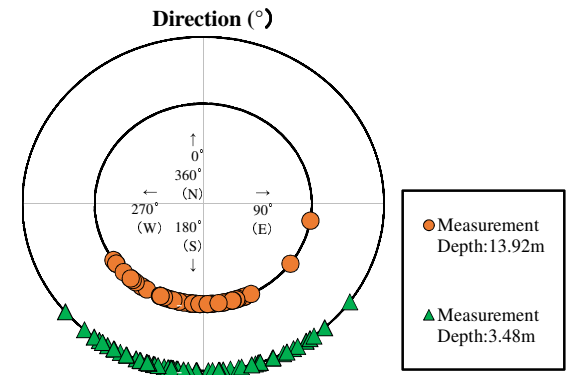 Direction (°)
↑
0°
360°
(N)
← →
270° 90°
(W) 180° (E)
(S)
↓
Measurement
Depth:13.92m
Measurement
Depth:3.48m